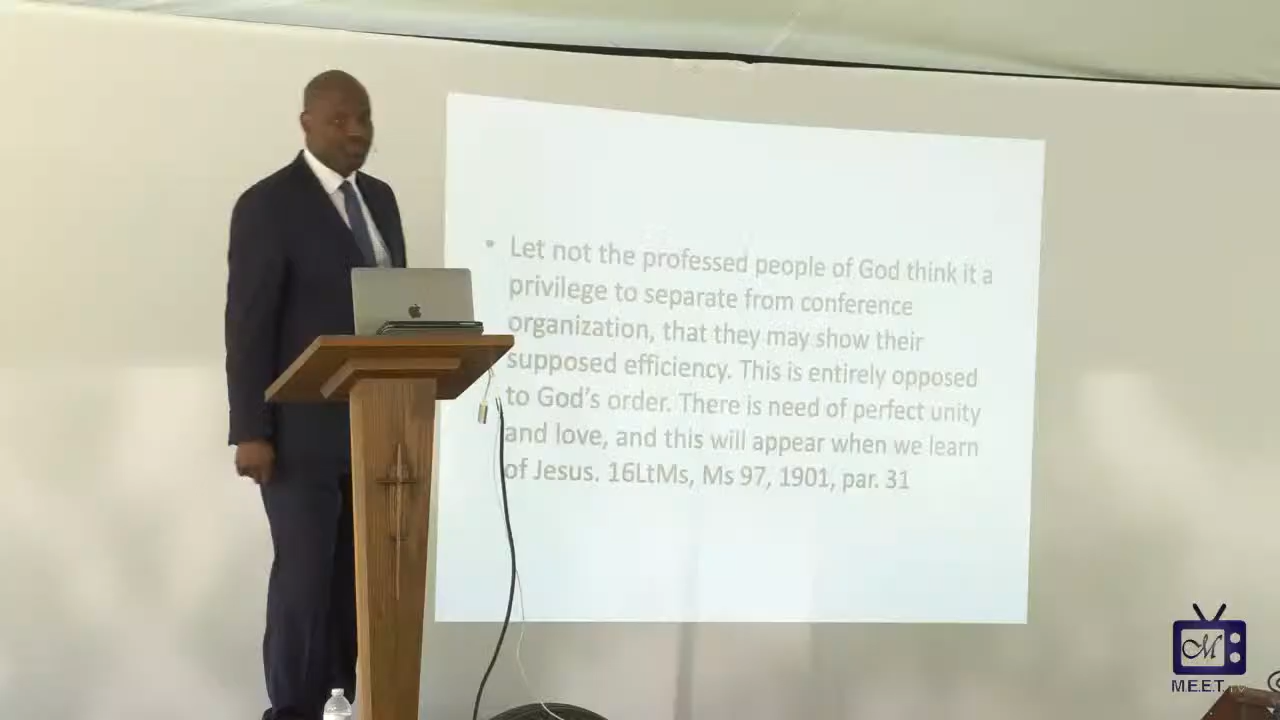 • Let not the professed people of God think it a
privilege to separate from conference
organization, that they may show their
supposed efficiency. This is entirely opposed
to God's order. There is need of perfect unity
and love, and this will appear when we learn
of Jesus. 16LtMs, Ms 97, 1901, par. 31
M
M.E.E.T. TV